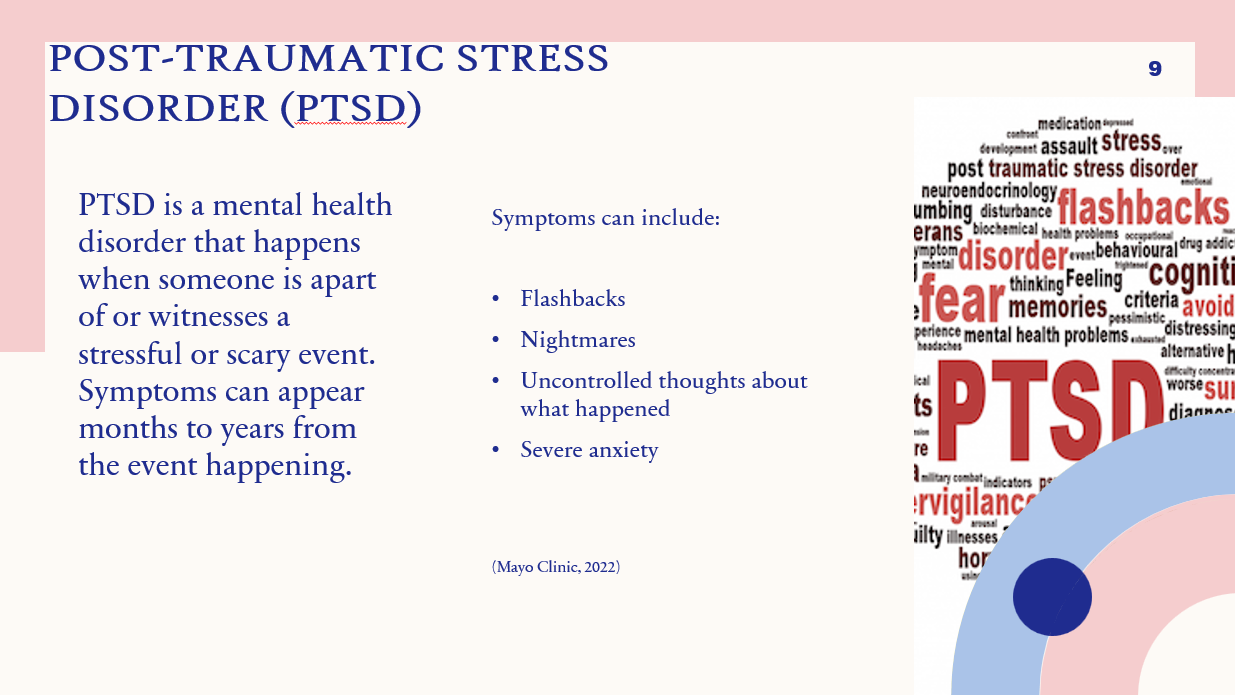 POST-TRAUMATIC STRESS
DISORDER (PTSD)
9
PTSD is a mental health
disorder that happens
when someone is apart
of or witnesses a
stressful or scary event.
Symptoms can appear
months to years from
the event happening.
Symptoms can include:
• Flashbacks
• Nightmares
• Uncontrolled thoughts about
what happened
• Severe anxiety
(Mayo Clinic, 2022)
medication depressed
confront
development assault stress over
post traumatic stress disorder
emotional
neuroendocrinology flashbacks
umbing disturbance
erans biochemical health problems occupational
ymptom disorder event behavioural drug addic
mental frightened cogniti
fear thinking Feeling
memories criteria avoid
pessimistic
perience mental health problems exhausted distressing
headaches alternative h
ical PTSD difficulty concentra
worse sur
ts diagnos
re
military combat indicators ps
ervigilance
arousal
uilty illnesses
hor
using